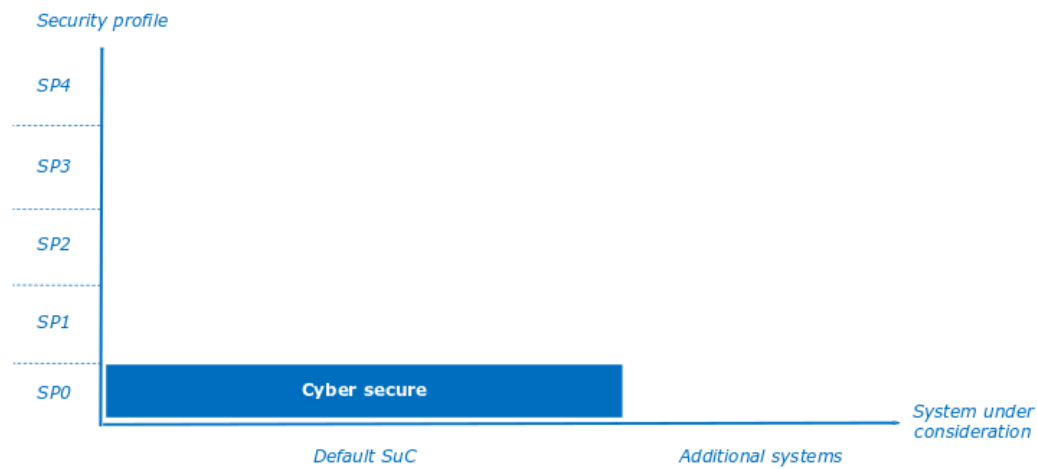 Security profile
SP4
SP3
SP2
SP1
SP0
Cyber secure
System under
consideration
Default SuC
Additional systems